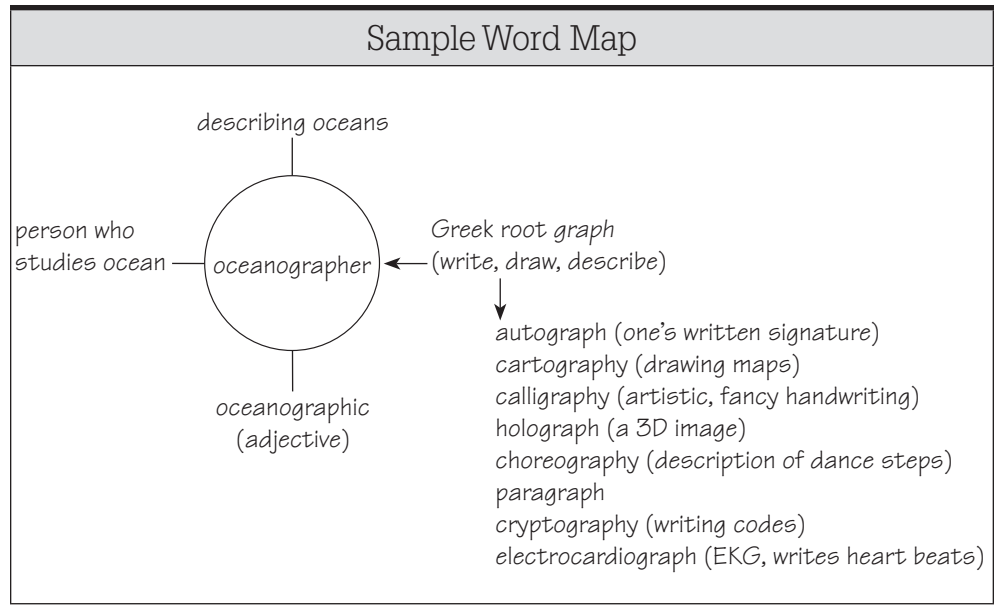 Sample Word Map
describing oceans
person who
studies ocean
oceanographer
Greek root graph
(write, draw, describe)
autograph (one's written signature)
cartography (drawing maps)
calligraphy (artistic, fancy handwriting)
holograph (a 3D image)
choreography (description of dance steps)
paragraph
cryptography (writing codes)
electrocardiograph (EKG, writes heart beats)
oceanographic
(adjective)